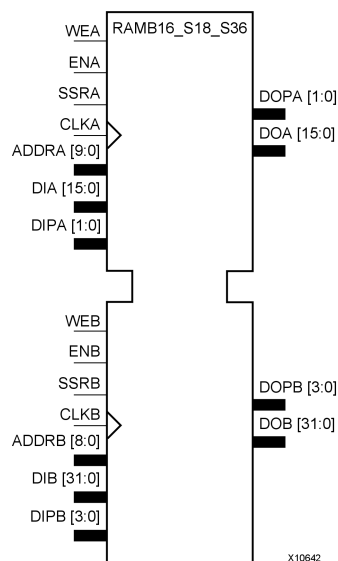 RAMB16_S18_S36
WEA
ENA
SSRA
CLKA
ADDRA [9:0]
DIA [15:0]
DIPA [1:0]
DOPA [1:0]
DOA [15:0]
WEB
ENB
SSRB
CLKB
ADDRB [8:0]
DIB [31:0]
DIPB [3:0]
DOPB [3:0]
DOB [31:0]
X10642